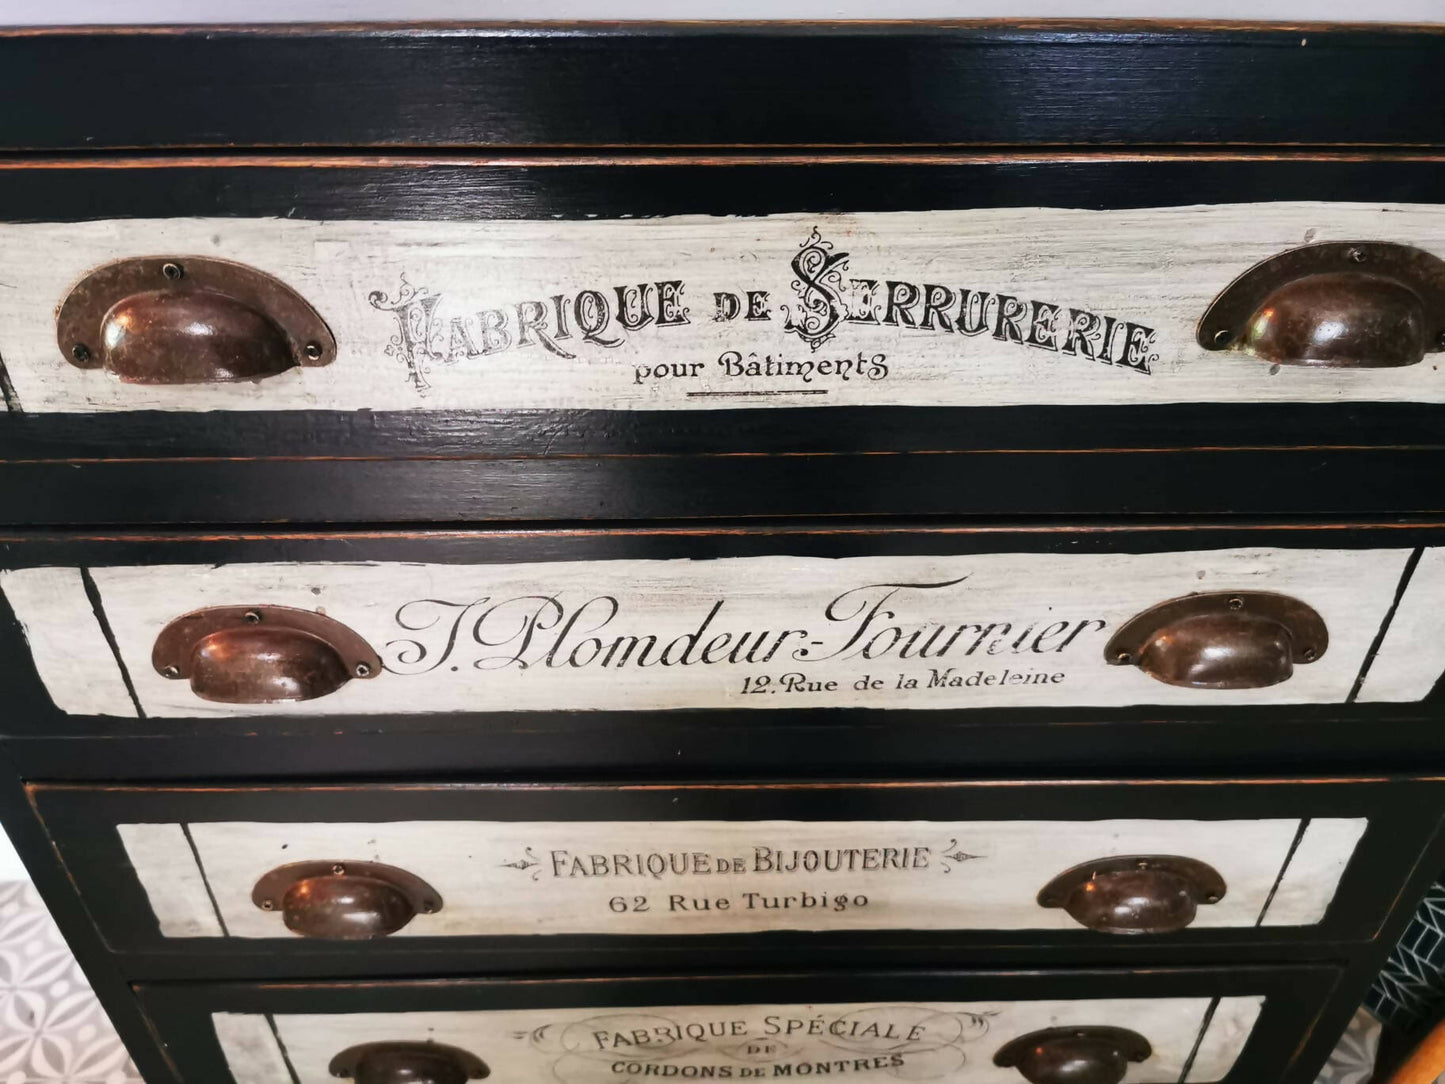 FABRIQUE DE SERRURERIE
pour Bâtiments
J. Plomdeur-Fournier
12. Rue de la Madeleine
FABRIQUE DE BIJOUTERIE
62 Rue Turbigo
FABRIQUE SPÉCIALE
DE
CORDONS DE MONTRES